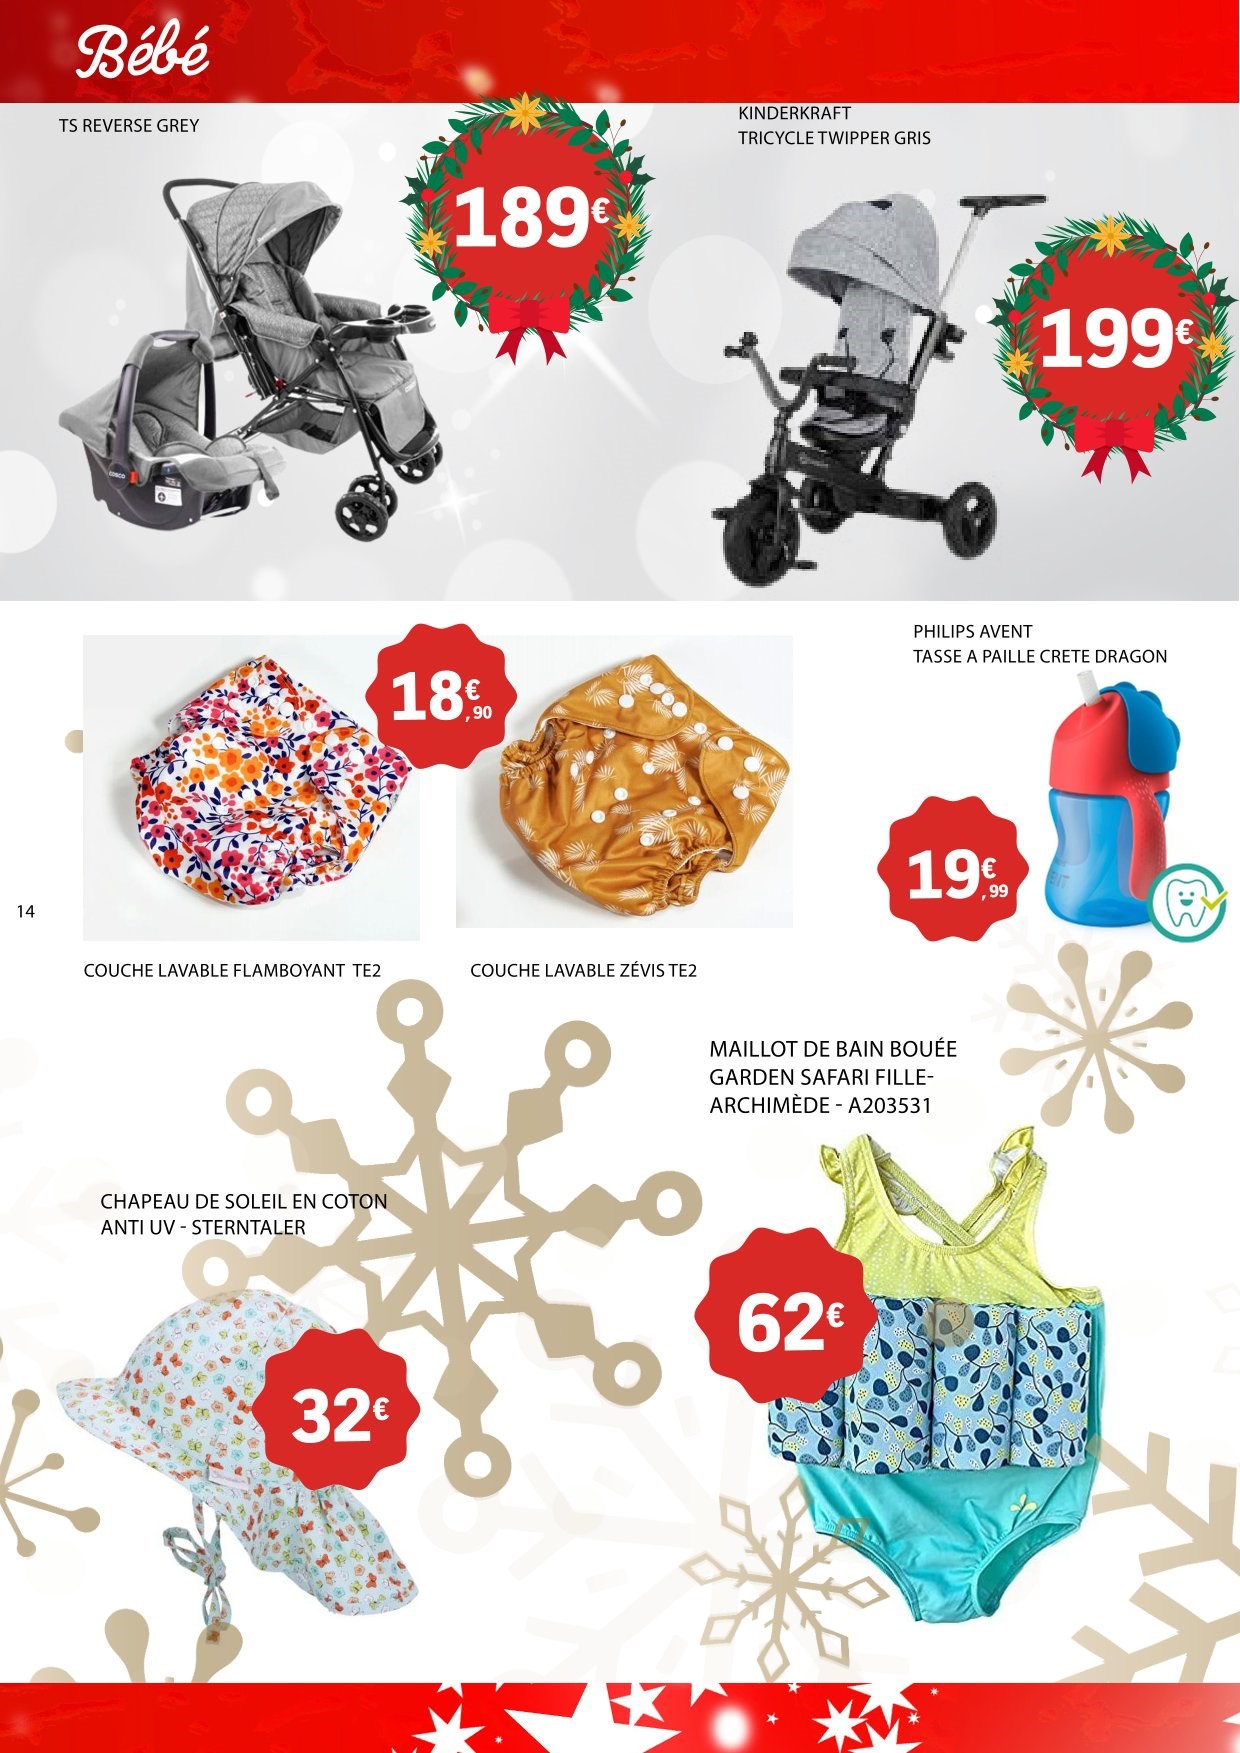 Bébé
TS REVERSE GREY
189€
KINDERKRAFT
TRICYCLE TWIPPER GRIS
199€
COSCO
18€,90
COUCHE LAVABLE FLAMBOYANT TE2
COUCHE LAVABLE ZÉVIS TE2
PHILIPS AVENT
TASSE A PAILLE CRETE DRAGON
19€,99
14
MAILLOT DE BAIN BOUÉE
GARDEN SAFARI FILLE-
ARCHIMÈDE - A203531
62€
CHAPEAU DE SOLEIL EN COTON
ANTI UV - STERNTALER
32€